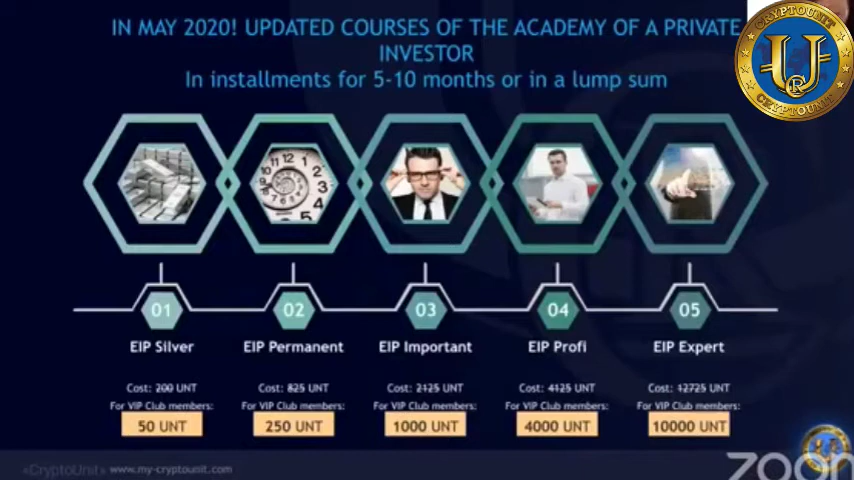 IN MAY 2020! UPDATED COURSES OF THE ACADEMY OF A PRIVATE
INVESTOR
In installments for 5-10 months or in a lump sum
CRYPTOUNIT
U
R
CRYPTOUNIT
01
02
03
04
05
EIP Silver
EIP Permanent
EIP Important
EIP Profi
EIP Expert
Cost: 200 UNT
Cost: 825 UNT
Cost: 2125 UNT
Cost: 4125 UNT
Cost: 12725 UNT
For VIP Club members:
For VIP Club members:
For VIP Club members:
For VIP Club members:
For VIP Club members:
50 UNT
250 UNT
1000 UNT
4000 UNT
10000 UNT
«CryptoUnit» www.my-cryptounit.com
zoom